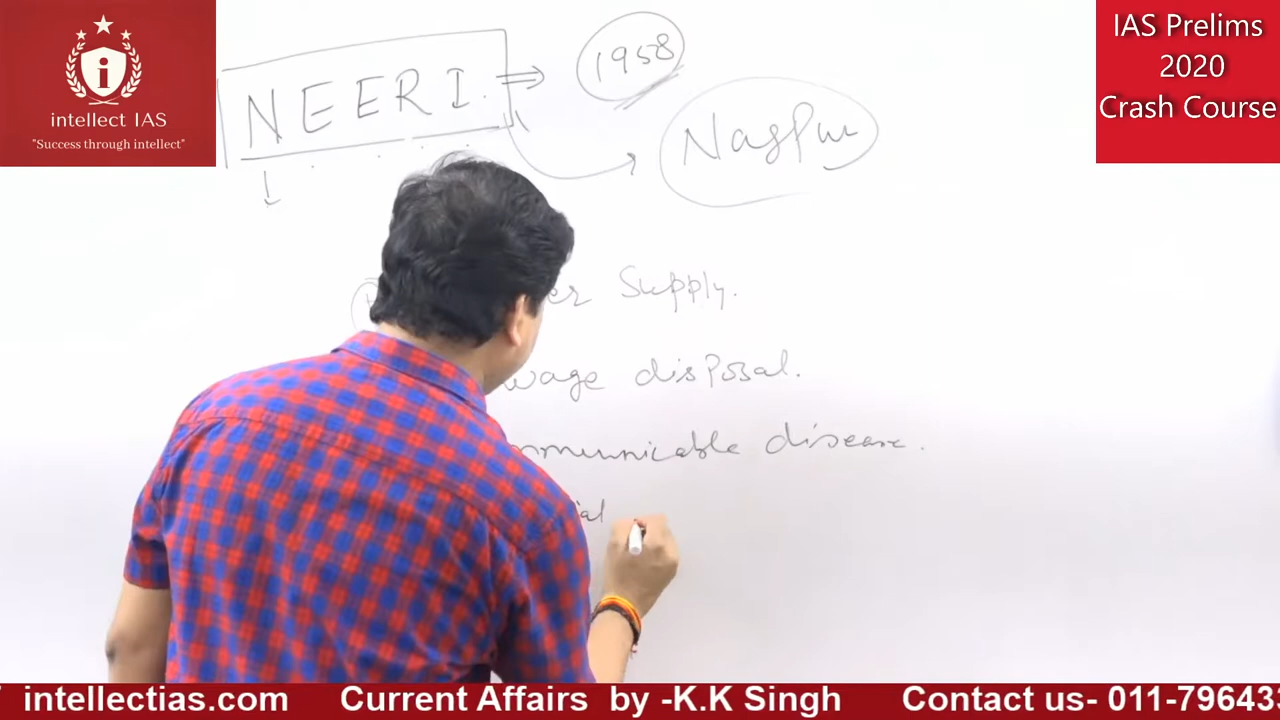 intellect IAS
"Success through intellect"
IAS Prelims
2020
Crash Course
NEERI
1958
Nagpur
er Supply.
wage disposal.
mmunicable disease.
ial
intellectias.com Current Affairs by -K.K Singh Contact us- 011-79643